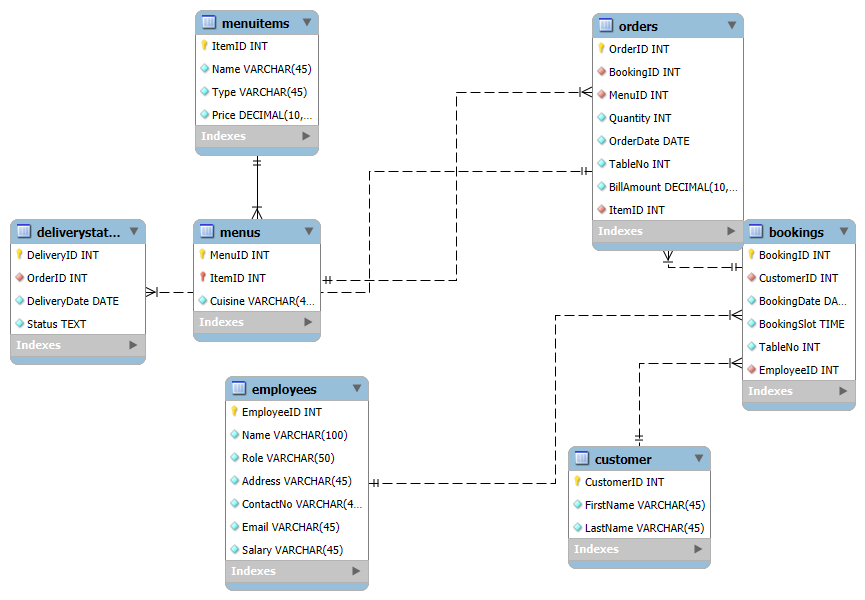 menuitems
ItemID INT
Name VARCHAR(45)
Type VARCHAR(45)
Price DECIMAL(10,...
Indexes
orders
OrderID INT
BookingID INT
MenuID INT
Quantity INT
OrderDate DATE
TableNo INT
BillAmount DECIMAL(10,...
ItemID INT
Indexes
deliverystat...
DeliveryID INT
OrderID INT
DeliveryDate DATE
Status TEXT
Indexes
menus
MenuID INT
ItemID INT
Cuisine VARCHAR(4...
Indexes
bookings
BookingID INT
CustomerID INT
BookingDate DA...
BookingSlot TIME
TableNo INT
EmployeeID INT
Indexes
employees
EmployeeID INT
Name VARCHAR(100)
Role VARCHAR(50)
Address VARCHAR(45)
ContactNo VARCHAR(4...
Email VARCHAR(45)
Salary VARCHAR(45)
Indexes
customer
CustomerID INT
FirstName VARCHAR(45)
LastName VARCHAR(45)
Indexes